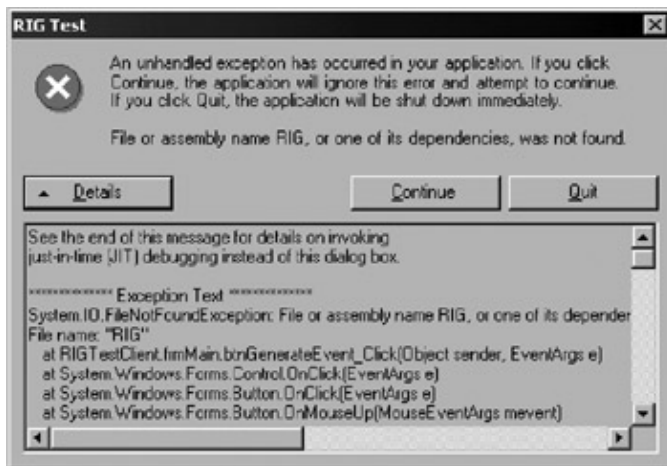 RIG Test
An unhandled exception has occurred in your application. If you click
Continue, the application will ignore this error and attempt to continue.
If you click Quit, the application will be shut down immediately.
File or assembly name RIG, or one of its dependencies, was not found.
Details
Continue
Quit
See the end of this message for details on invoking
just-in-time (JIT) debugging instead of this dialog box.
************** Exception Text **************
System.IO.FileNotFoundException: File or assembly name RIG, or one of its depender
File name: "RIG"
at RIGTestClient.frmMain.btnGenerateEvent_Click(Object sender, EventArgs e)
at System.Windows.Forms.Control.OnClick(EventArgs e)
at System.Windows.Forms.Button.OnClick(EventArgs e)
at System.Windows.Forms.Button.OnMouseUp(MouseEventArgs mevent)